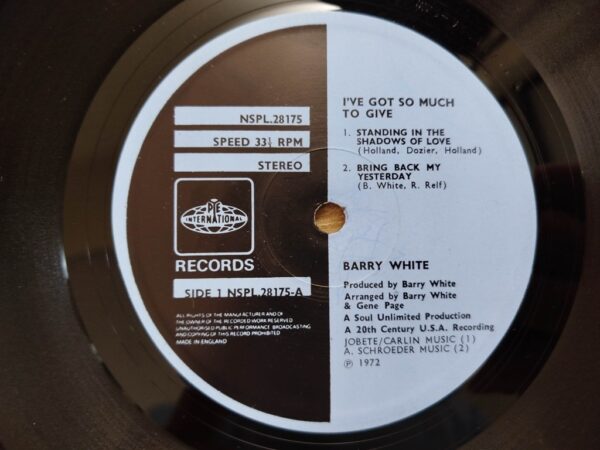 NSPL.28175
SPEED 33⅓ RPM
STEREO
PYE
INTERNATIONAL
RECORDS
SIDE 1 NSPL.28175-A
ALL RIGHTS OF THE MANUFACTURER AND OF
THE OWNER OF THE RECORDED WORK RESERVED
UNAUTHORISED PUBLIC PERFORMANCE BROADCASTING
AND COPYING OF THIS RECORD PROHIBITED
MADE IN ENGLAND
I'VE GOT SO MUCH
TO GIVE
1. STANDING IN THE
SHADOWS OF LOVE
(Holland, Dozier, Holland)
2. BRING BACK MY
YESTERDAY
(B. White, R. Relf)
BARRY WHITE
Produced by Barry White
Arranged by Barry White
& Gene Page
A Soul Unlimited Production
A 20th Century U.S.A. Recording
JOBETE/CARLIN MUSIC (1)
A. SCHROEDER MUSIC (2)
℗ 1972